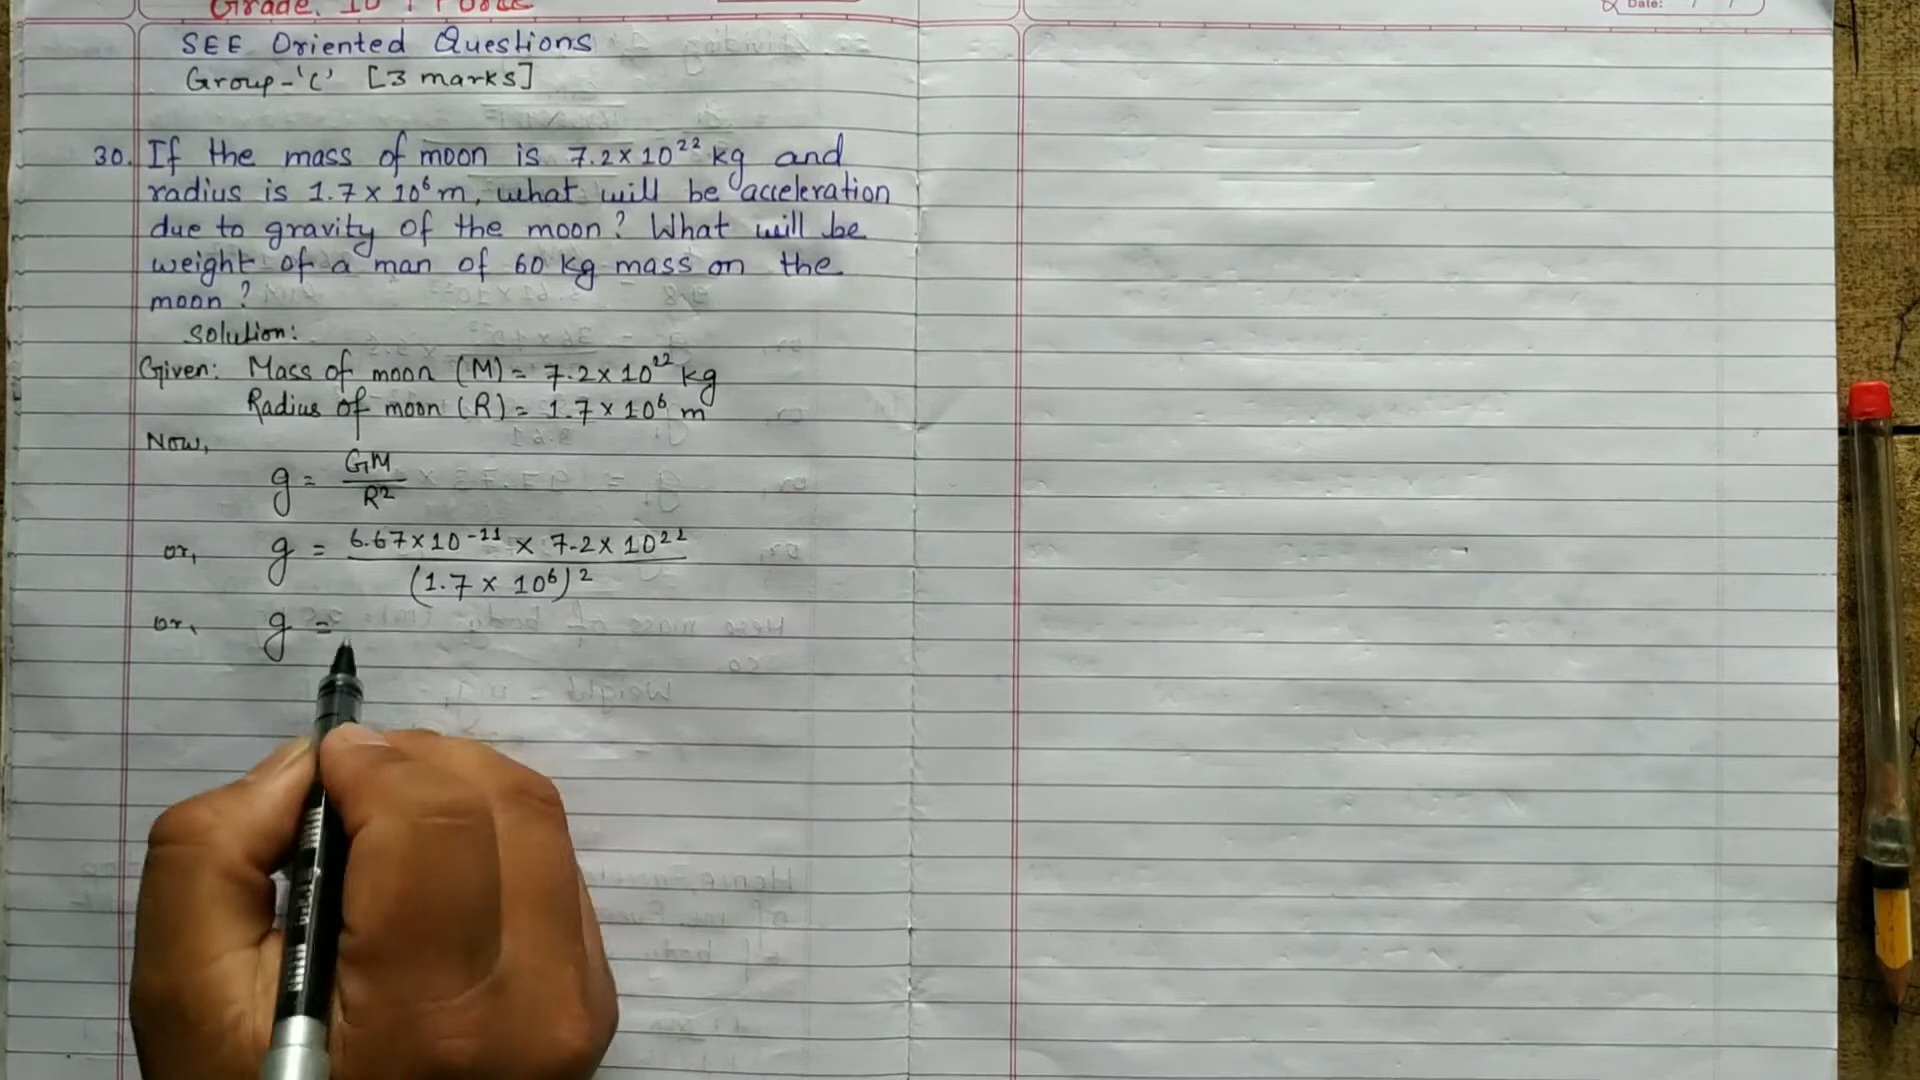 SEE Oriented Questions
Group-'C' [3 marks]
30. If the mass of moon is 7.2 × 10²² kg and
radius is 1.7 × 10⁶ m, what will be acceleration
due to gravity of the moon? What will be
weight of a man of 60 kg mass on the
moon?
Solution:
Given: Mass of moon (M) = 7.2 × 10²² kg
Radius of moon (R) = 1.7 × 10⁶ m
Now,
g = GM / R²
or, g = 6.67 × 10⁻¹¹ × 7.2 × 10²² / (1.7 × 10⁶)²
or, g =
Date: